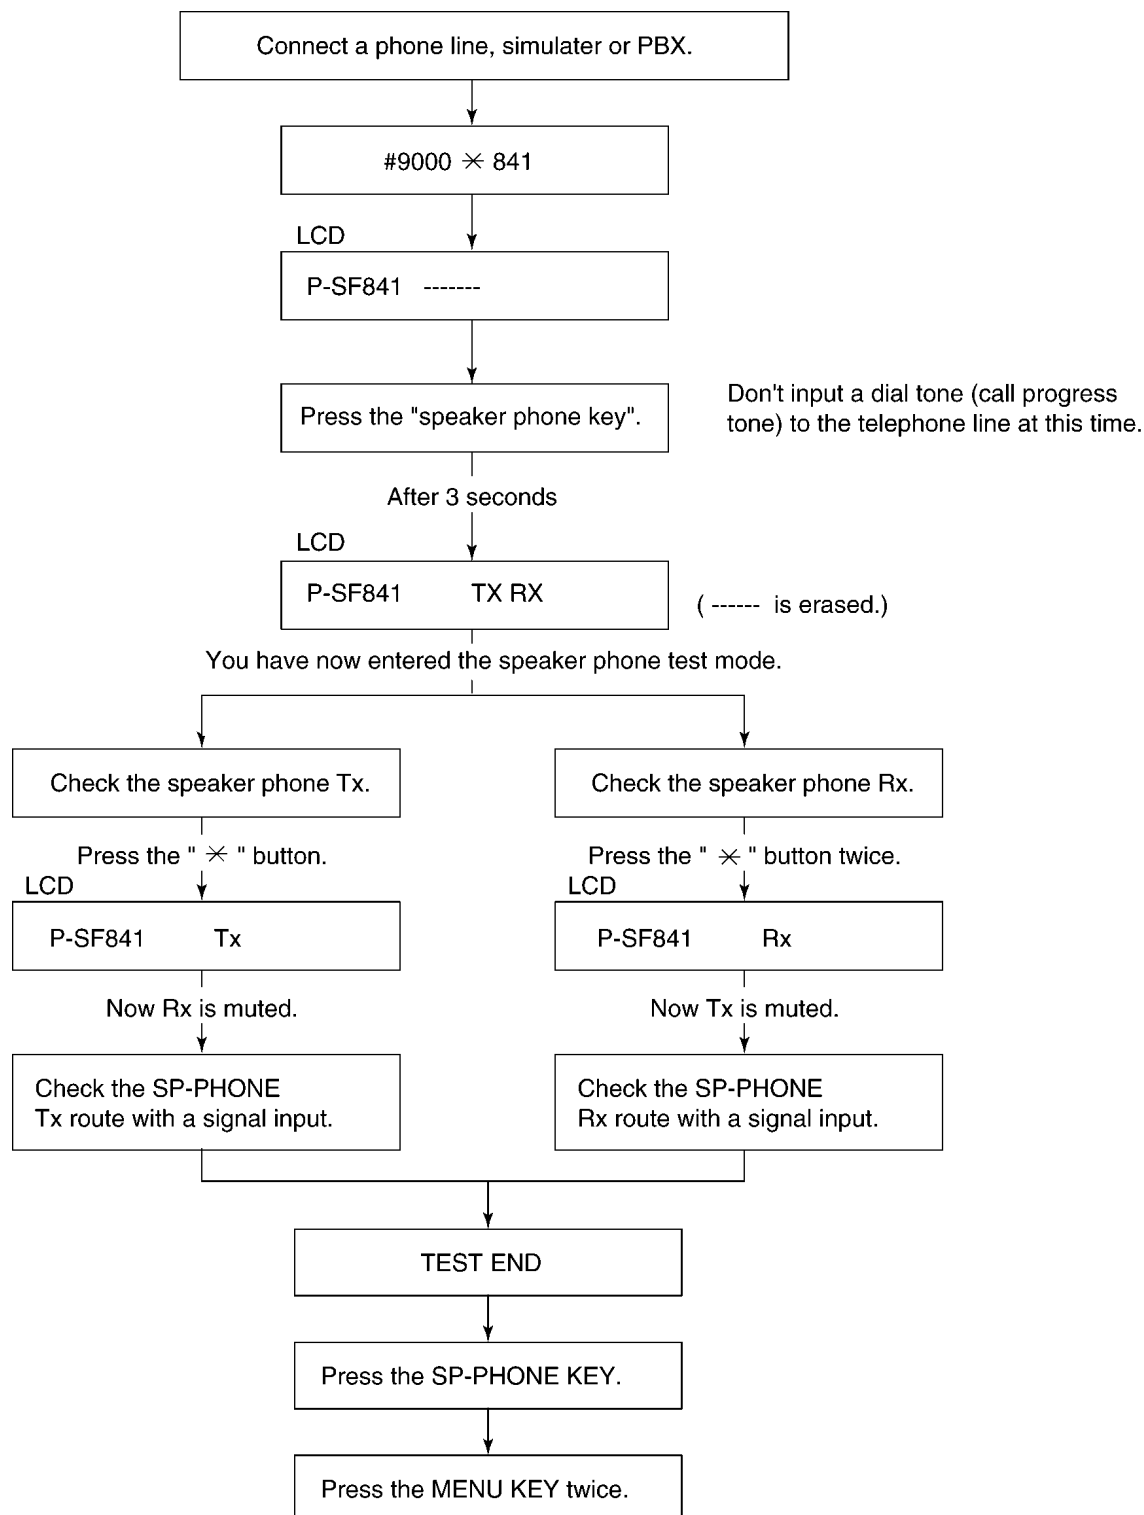 Connect a phone line, simulater or PBX.
#9000 ✳ 841
LCD
P-SF841 -------
Press the "speaker phone key".
Don't input a dial tone (call progress
tone) to the telephone line at this time.
After 3 seconds
LCD
P-SF841 TX RX
( ------ is erased.)
You have now entered the speaker phone test mode.
Check the speaker phone Tx.
Press the " ✳ " button.
LCD
P-SF841 Tx
Now Rx is muted.
Check the SP-PHONE
Tx route with a signal input.
Check the speaker phone Rx.
Press the " ✳ " button twice.
LCD
P-SF841 Rx
Now Tx is muted.
Check the SP-PHONE
Rx route with a signal input.
TEST END
Press the SP-PHONE KEY.
Press the MENU KEY twice.